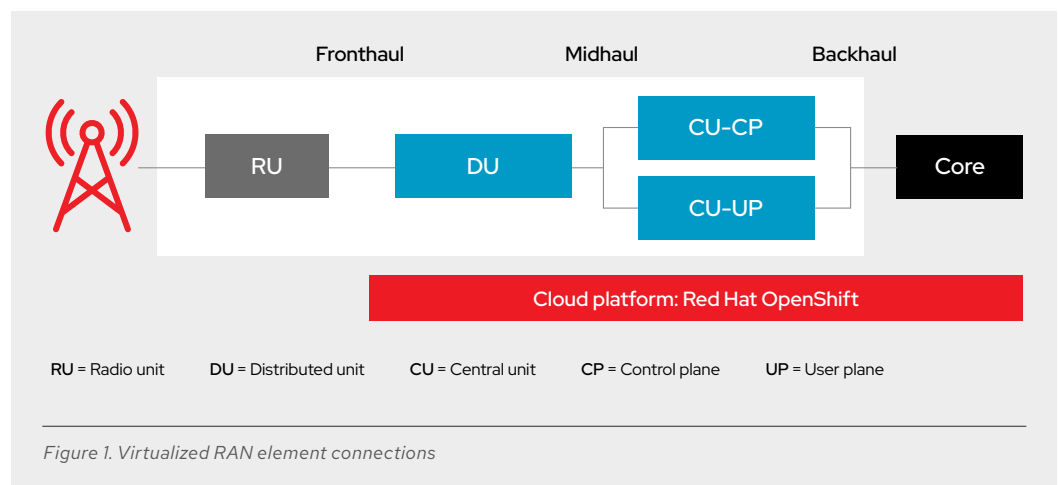 Fronthaul Midhaul Backhaul
RU
DU
CU-CP
CU-UP
Core
Cloud platform: Red Hat OpenShift
RU = Radio unit DU = Distributed unit CU = Central unit CP = Control plane UP = User plane
Figure 1. Virtualized RAN element connections